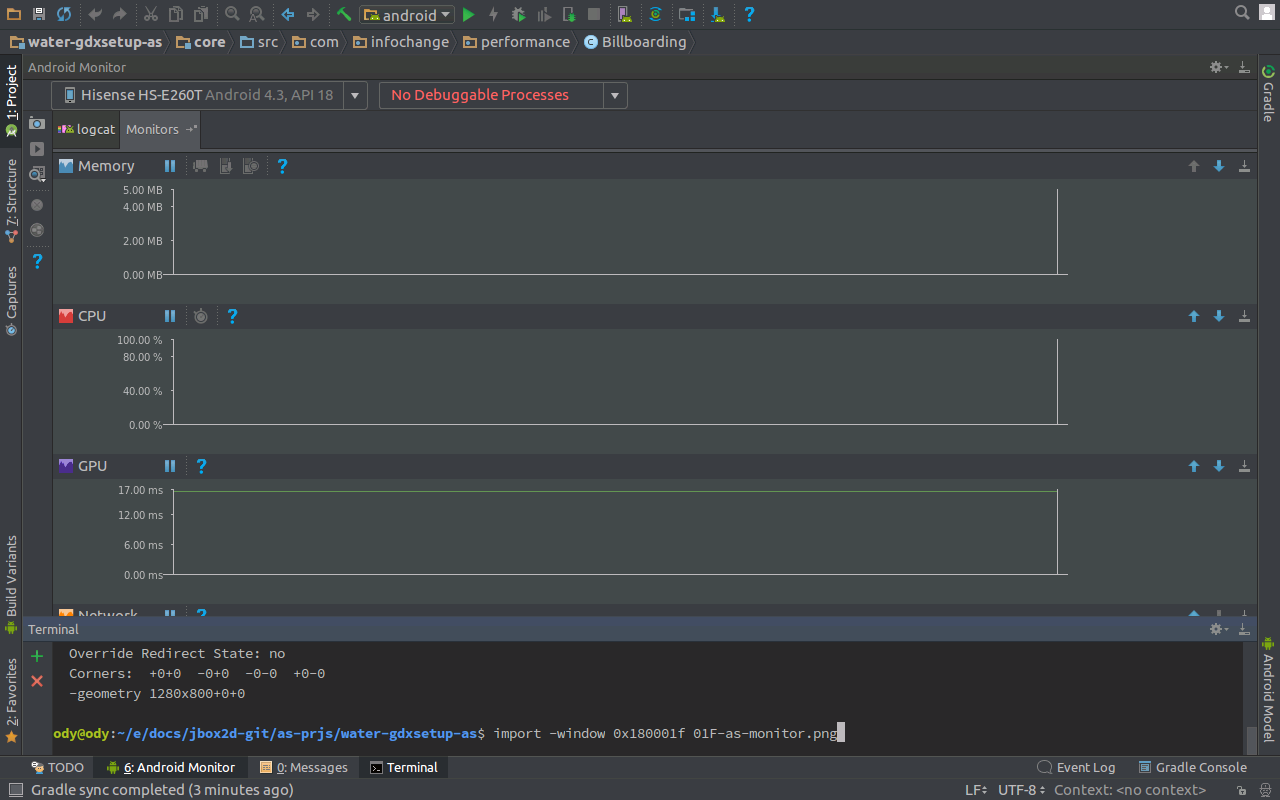 android
water-gdxsetup-as core src com infochange performance Billboarding
Android Monitor
Hisense HS-E260T Android 4.3, API 18 No Debuggable Processes
logcat Monitors
Memory
5.00 MB
4.00 MB
2.00 MB
0.00 MB
CPU
100.00 %
80.00 %
40.00 %
0.00 %
GPU
17.00 ms
12.00 ms
6.00 ms
0.00 ms
Network
Terminal
Override Redirect State: no
Corners: +0+0 -0+0 -0-0 +0-0
-geometry 1280x800+0+0
ody@ody:~/e/docs/jbox2d-git/as-prjs/water-gdxsetup-as$ import -window 0x180001f 01F-as-monitor.png
TODO 6: Android Monitor 0: Messages Terminal Event Log Gradle Console
Gradle sync completed (3 minutes ago) LF UTF-8 Context: <no context>
1: Project
7: Structure
Captures
Build Variants
2: Favorites
Gradle
Android Model